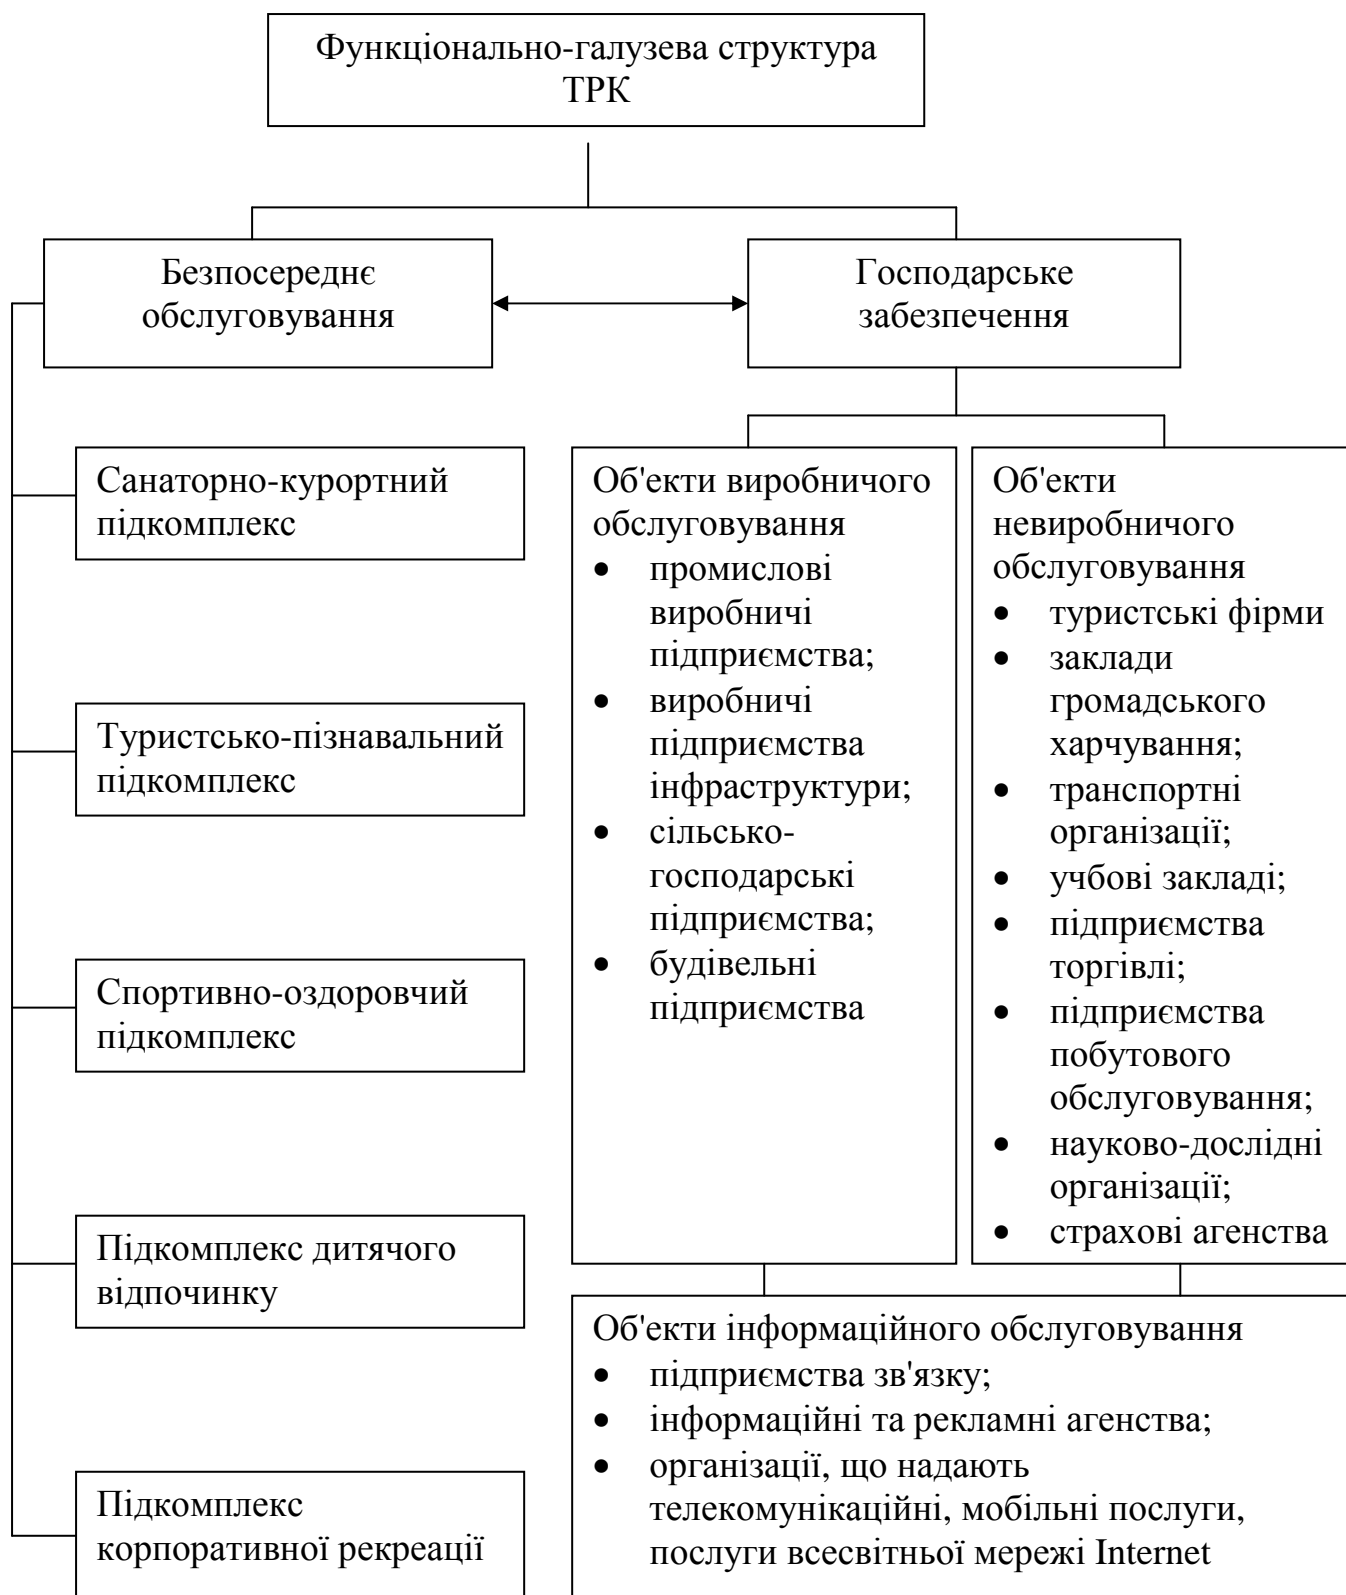 Функціонально-галузева структура
ТРК
Безпосереднє
обслуговування
Господарське
забезпечення
Санаторно-курортний
підкомплекс
Туристсько-пізнавальний
підкомплекс
Спортивно-оздоровчий
підкомплекс
Підкомплекс дитячого
відпочинку
Підкомплекс
корпоративної рекреації
Об'екти виробничого
обслуговування
• промислові
виробничі
підприємства;
• виробничі
підприємства
інфраструктури;
• сільсько-
господарські
підприємства;
• будівельні
підприємства
Об'екти
невиробничого
обслуговування
• туристські фірми
• заклади
громадського
харчування;
• транспортні
організації;
• учбові закладі;
• підприємства
торгівлі;
• підприємства
побутового
обслуговування;
• науково-дослідні
організації;
• страхові агенства
Об'екти інформаційного обслуговування
• підприємства зв'язку;
• інформаційні та рекламні агенства;
• організації, що надають
телекомунікаційні, мобільні послуги,
послуги всесвітньої мережі Internet